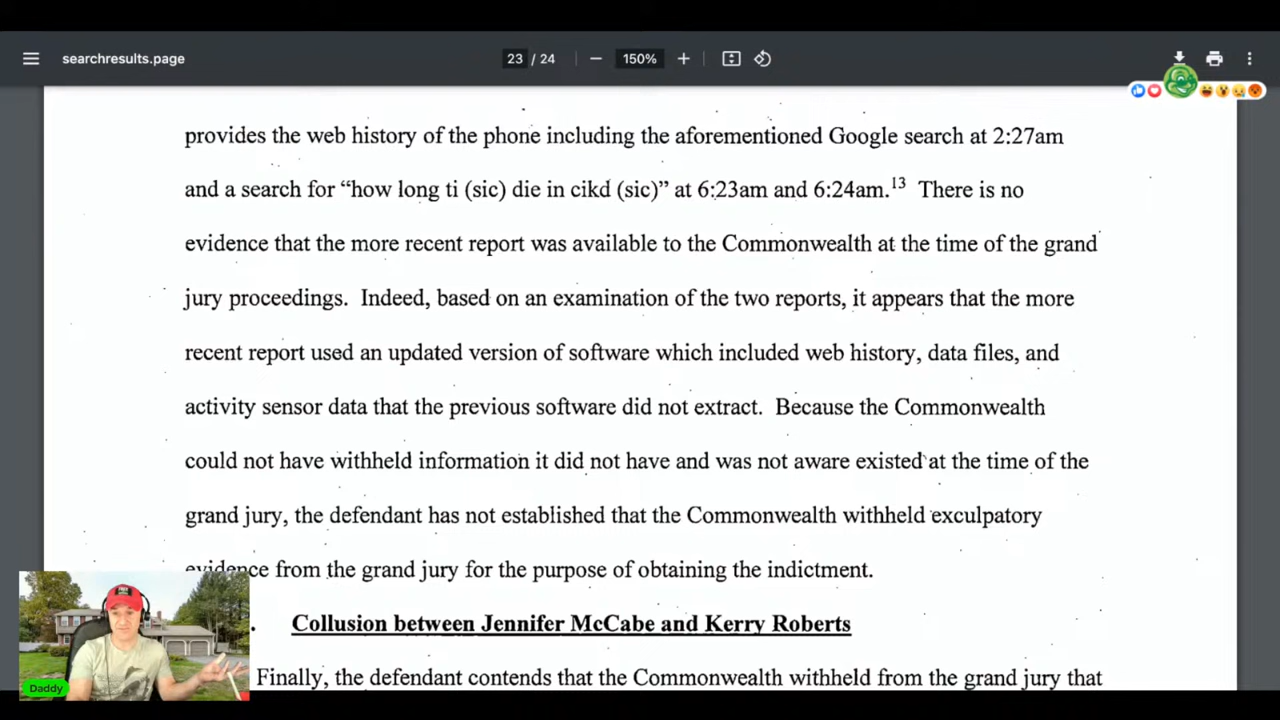 searchresults.page
23 / 24
150%
provides the web history of the phone including the aforementioned Google search at 2:27am
and a search for “how long ti (sic) die in cikd (sic)” at 6:23am and 6:24am.13 There is no
evidence that the more recent report was available to the Commonwealth at the time of the grand
jury proceedings. Indeed, based on an examination of the two reports, it appears that the more
recent report used an updated version of software which included web history, data files, and
activity sensor data that the previous software did not extract. Because the Commonwealth
could not have withheld information it did not have and was not aware existed at the time of the
grand jury, the defendant has not established that the Commonwealth withheld exculpatory
evidence from the grand jury for the purpose of obtaining the indictment.
Collusion between Jennifer McCabe and Kerry Roberts
Finally, the defendant contends that the Commonwealth withheld from the grand jury that
Daddy